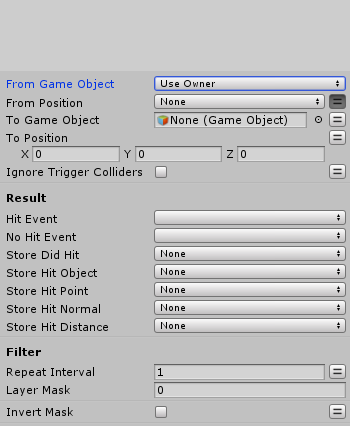 From Game Object Use Owner
From Position None
To Game Object None (Game Object)
To Position
X 0 Y 0 Z 0
Ignore Trigger Colliders
Result
Hit Event
No Hit Event
Store Did Hit None
Store Hit Object None
Store Hit Point None
Store Hit Normal None
Store Hit Distance None
Filter
Repeat Interval 1
Layer Mask 0
Invert Mask